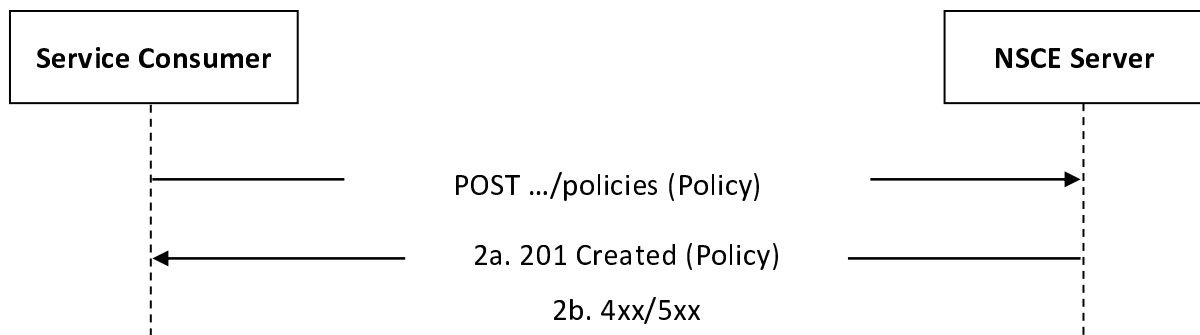 Service Consumer
NSCE Server
POST .../policies (Policy)
2a. 201 Created (Policy)
2b. 4xx/5xx